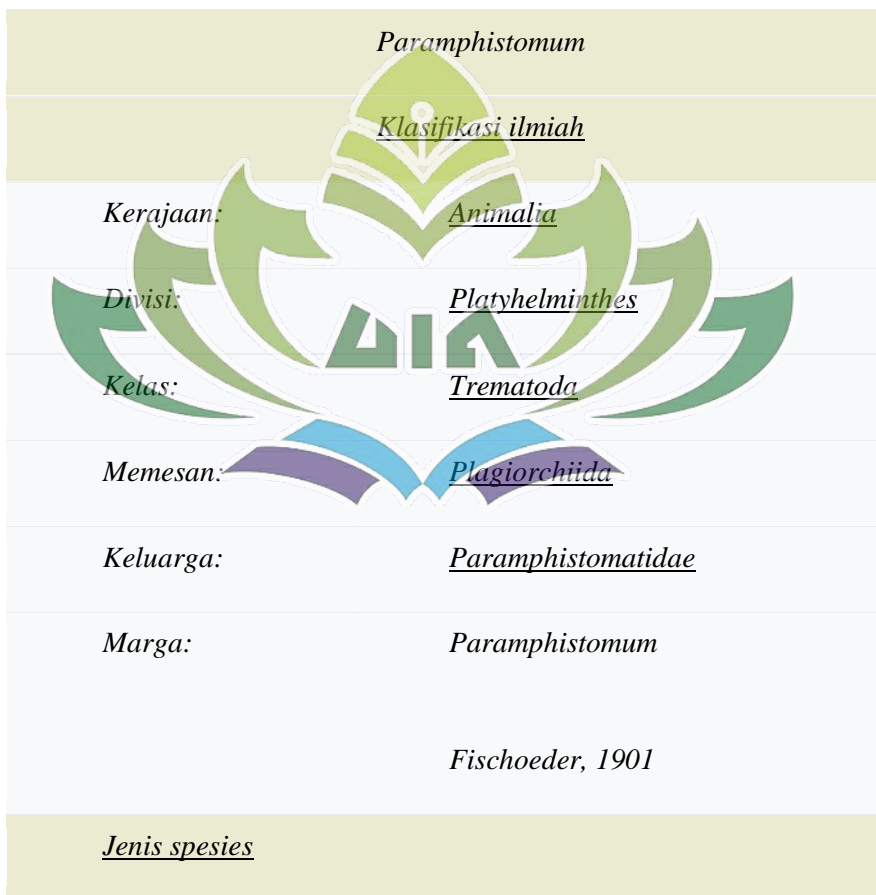 Paramphistomum
Klasifikasi ilmiah
Kerajaan: Animalia
Divisi: Platyhelminthes
Kelas: Trematoda
Memesan: Plagiorchiida
Keluarga: Paramphistomatidae
Marga: Paramphistomum
Fischoeder, 1901
Jenis spesies